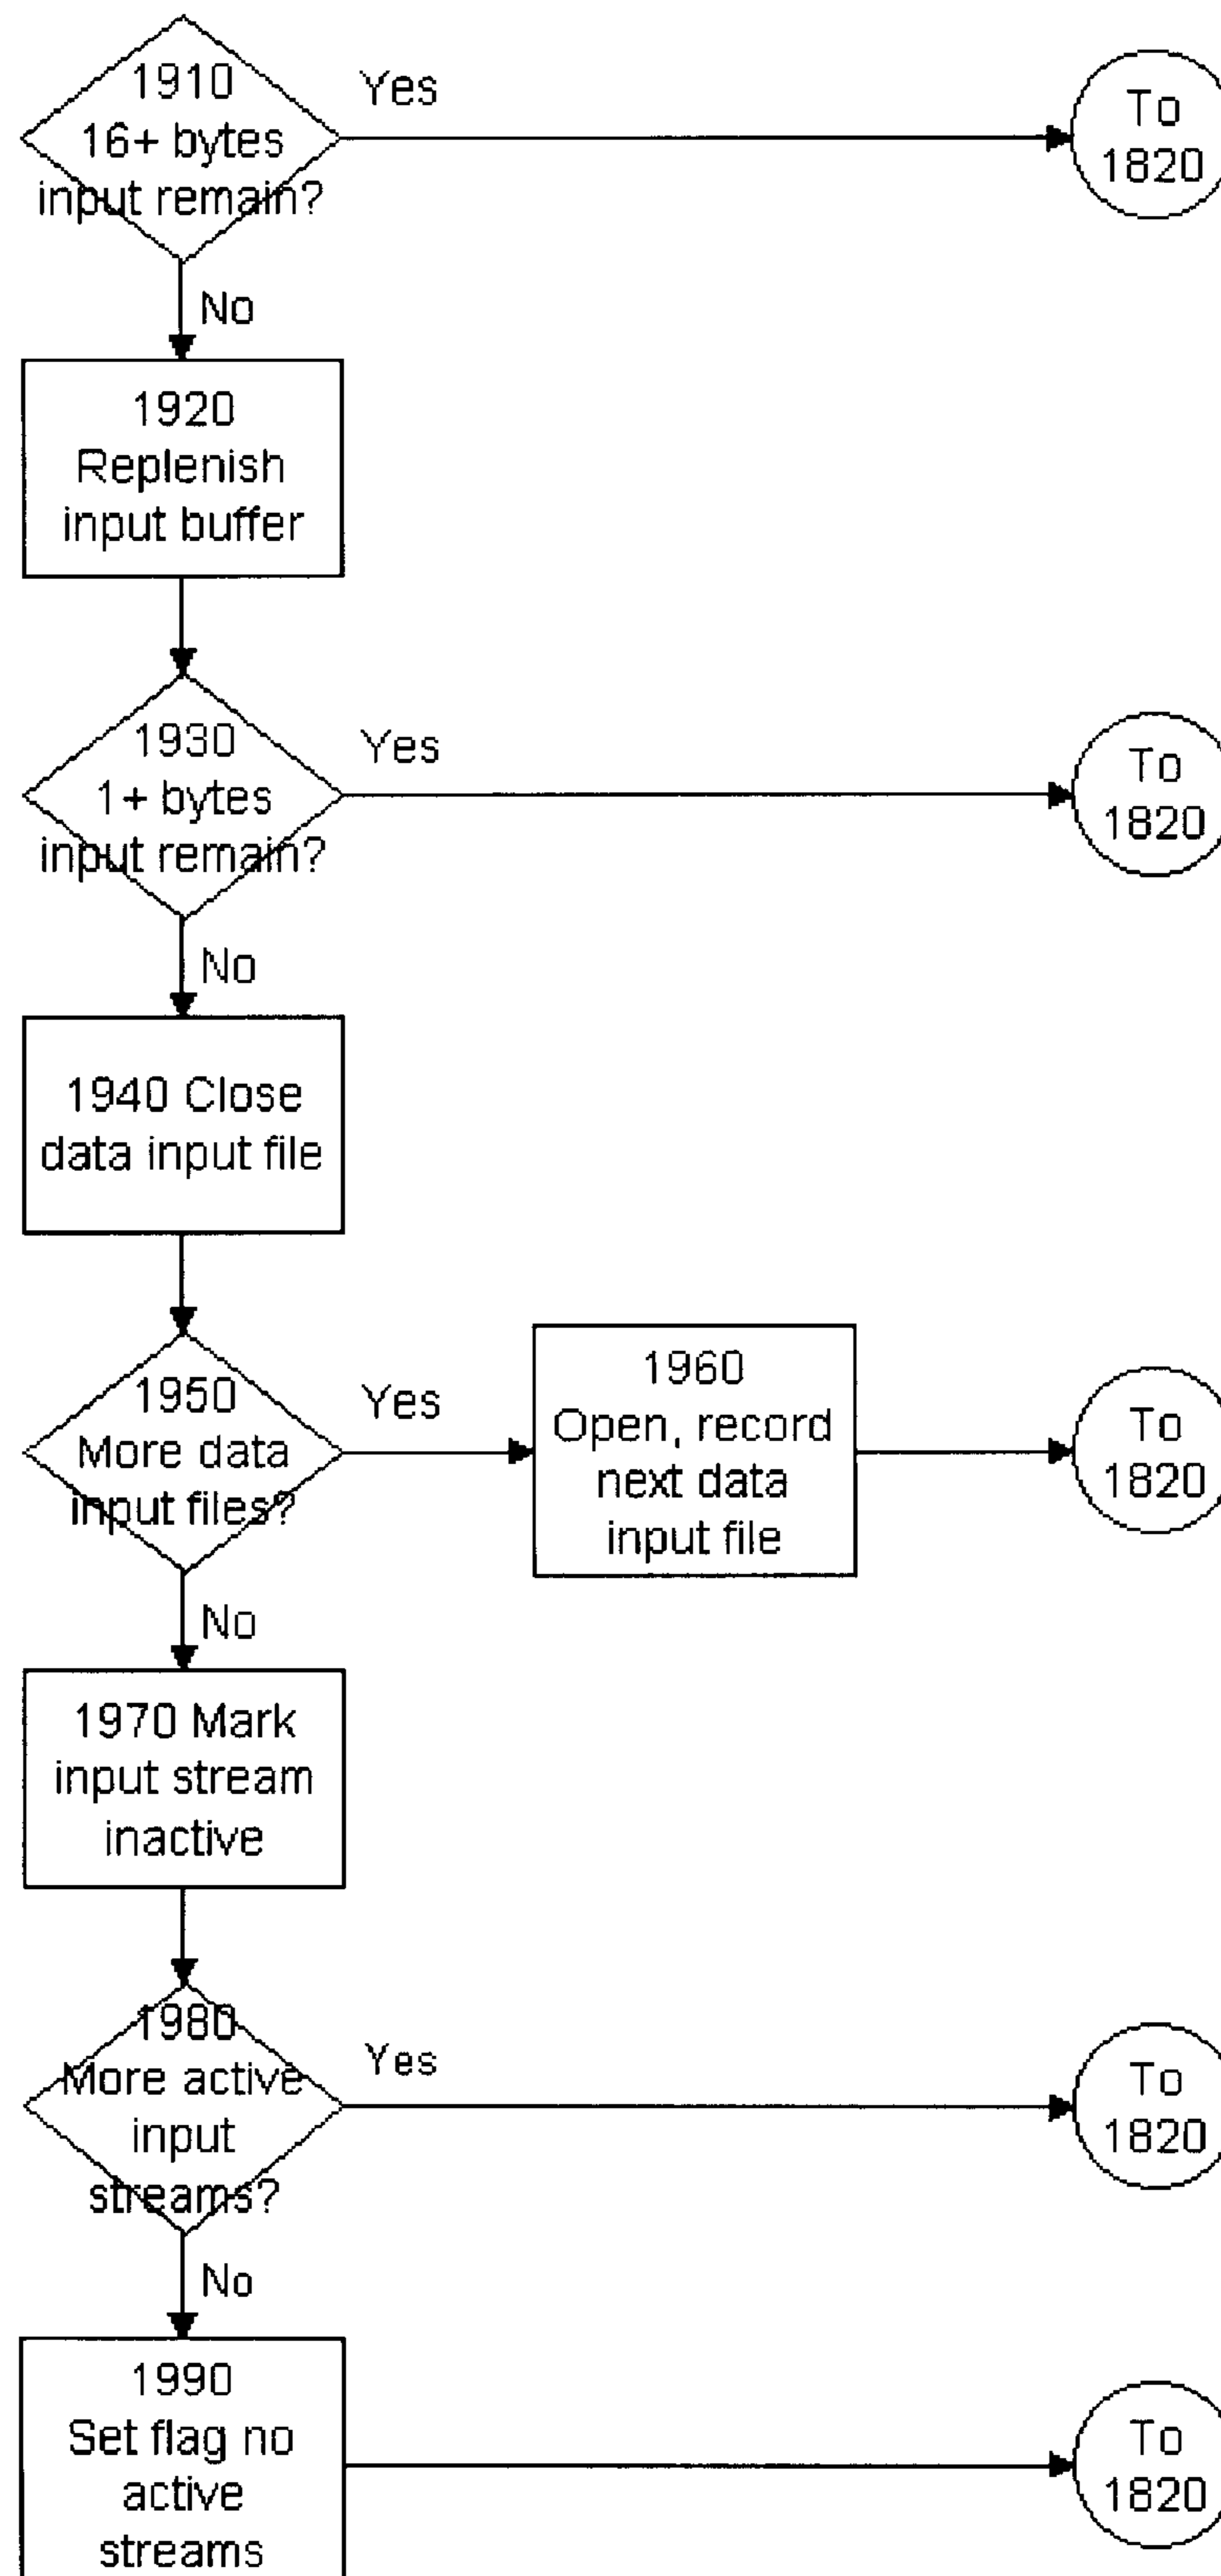 1910
16+ bytes
input remain?
Yes
To
1820
No
1920
Replenish
input buffer
1930
1+ bytes
input remain?
Yes
To
1820
No
1940 Close
data input file
1950
More data
input files?
Yes
1960
Open, record
next data
input file
To
1820
No
1970 Mark
input stream
inactive
1980
More active
input
streams?
Yes
To
1820
No
1990
Set flag no
active
streams
To
1820